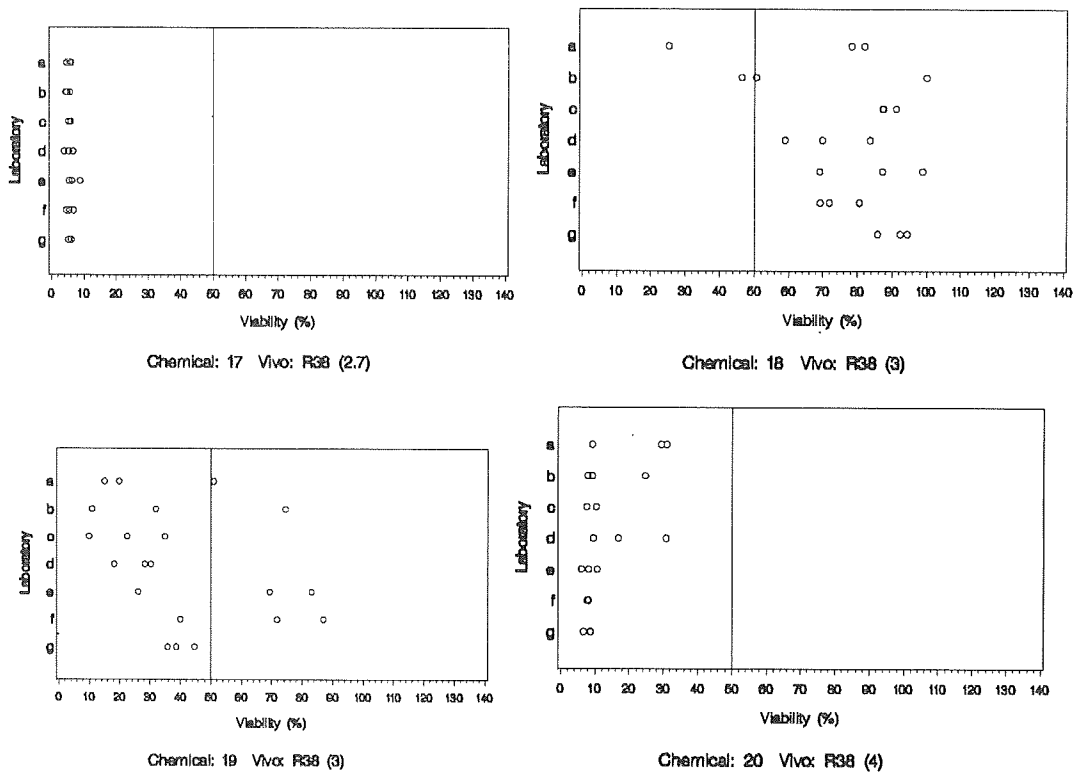 Laboratory
a
b
c
d
e
f
g
0 10 20 30 40 50 60 70 80 90 100 110 120 130 140
Viability (%)
Chemical: 17 Vivo: R38 (2.7)
Laboratory
a
b
c
d
e
f
g
0 10 20 30 40 50 60 70 80 90 100 110 120 130 140
Viability (%)
Chemical: 18 Vivo: R38 (3)
Laboratory
a
b
c
d
e
f
g
0 10 20 30 40 50 60 70 80 90 100 110 120 130 140
Viability (%)
Chemical: 19 Vivo: R38 (3)
Laboratory
a
b
c
d
e
f
g
0 10 20 30 40 50 60 70 80 90 100 110 120 130 140
Viability (%)
Chemical: 20 Vivo: R38 (4)